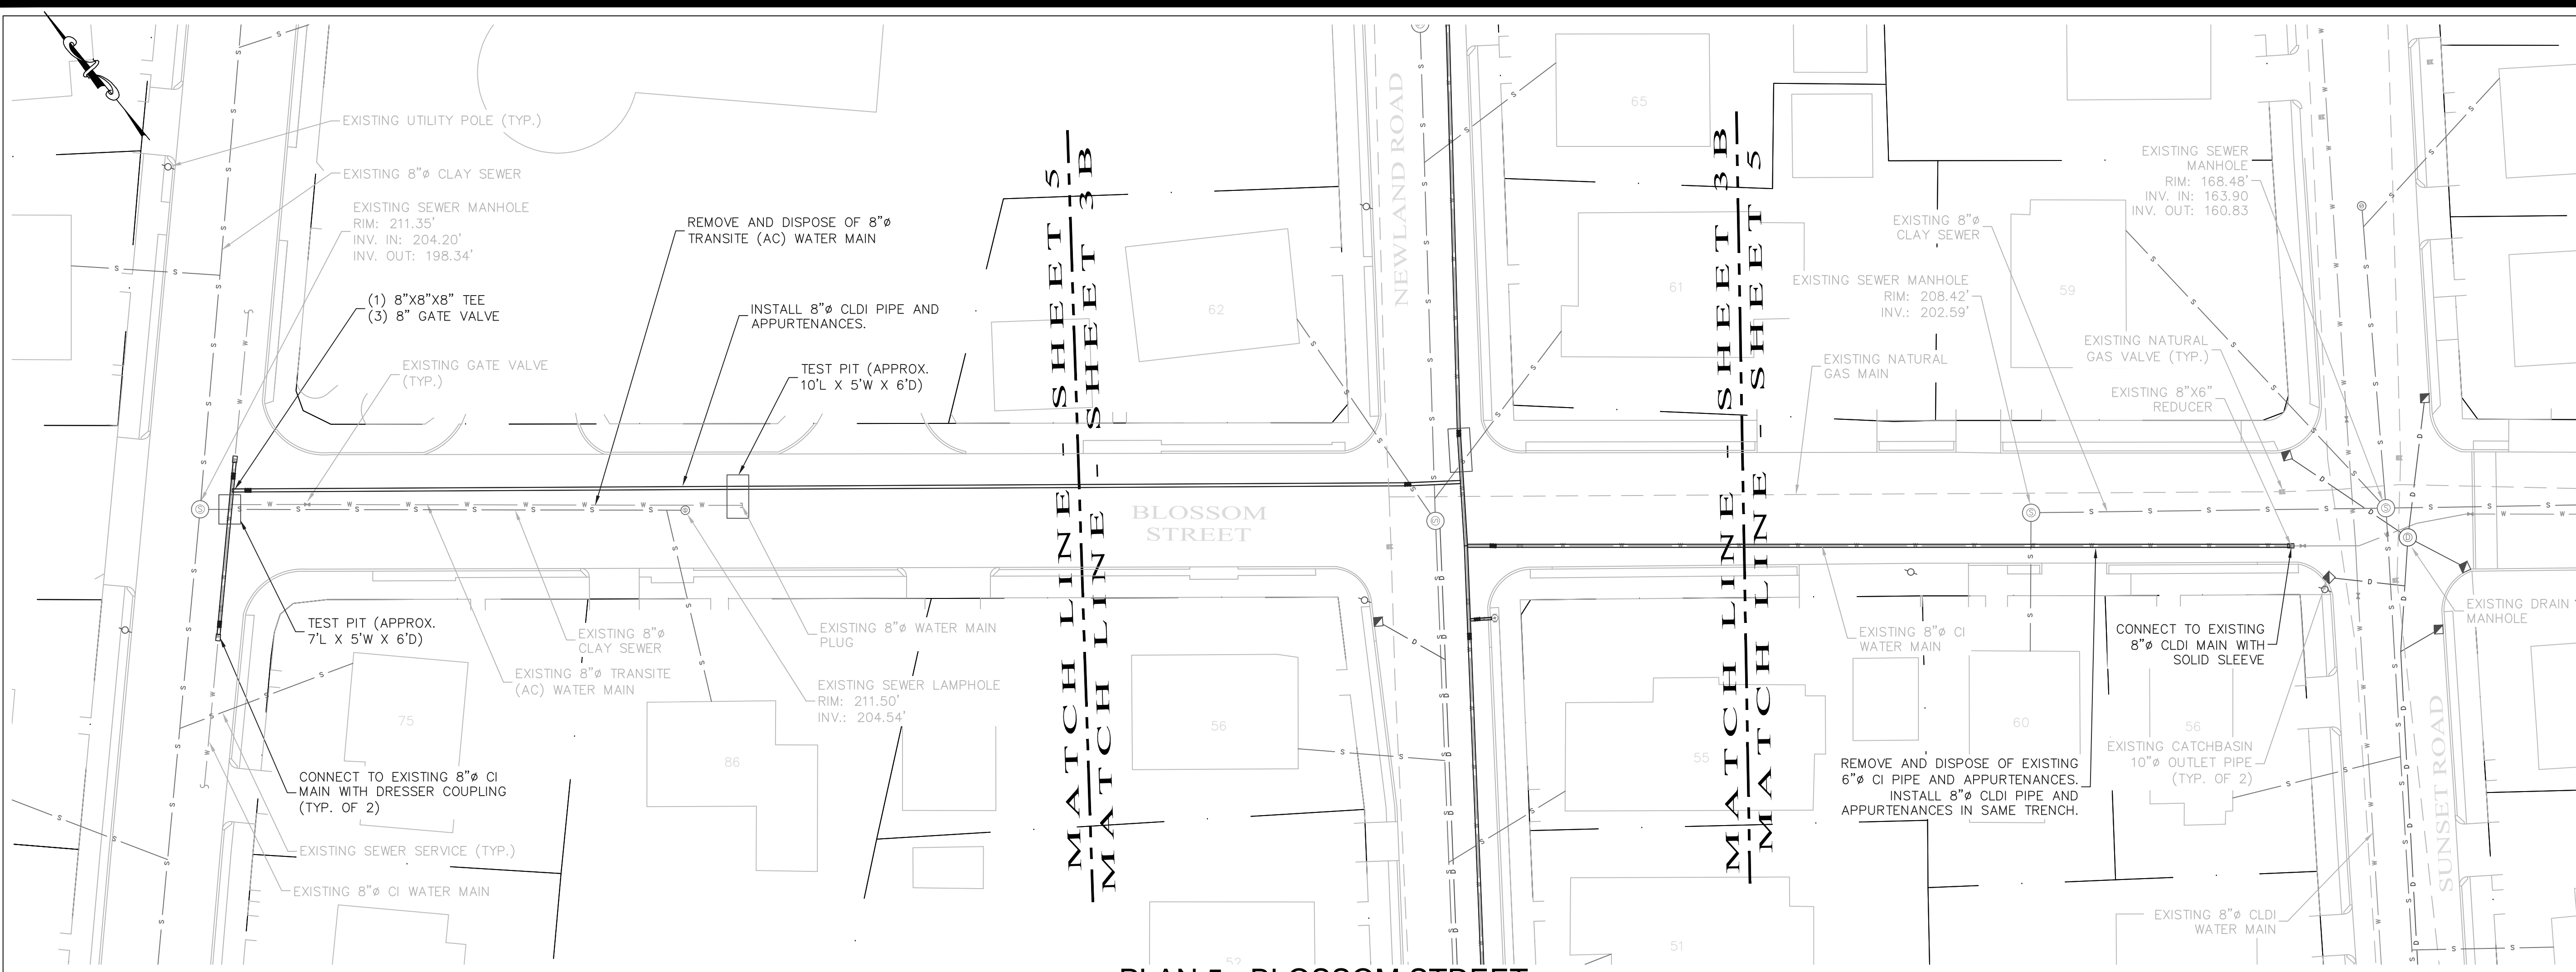 EXISTING UTILITY POLE (TYP.)
EXISTING 8"ø CLAY SEWER
EXISTING SEWER MANHOLE
RIM: 211.35'
INV. IN: 204.20'
INV. OUT: 198.34'
(1) 8"X8"X8" TEE
(3) 8" GATE VALVE
EXISTING GATE VALVE
(TYP.)
REMOVE AND DISPOSE OF 8"ø
TRANSITE (AC) WATER MAIN
INSTALL 8"ø CLDI PIPE AND
APPURTENANCES.
TEST PIT (APPROX.
10'L X 5'W X 6'D)
TEST PIT (APPROX.
7'L X 5'W X 6'D)
EXISTING 8"ø
CLAY SEWER
EXISTING 8"ø TRANSITE
(AC) WATER MAIN
EXISTING 8"ø WATER MAIN
PLUG
EXISTING SEWER LAMPHOLE
RIM: 211.50'
INV.: 204.54'
75
86
CONNECT TO EXISTING 8"ø CI
MAIN WITH DRESSER COUPLING
(TYP. OF 2)
EXISTING SEWER SERVICE (TYP.)
EXISTING 8"ø CI WATER MAIN
MATCH LINE - SHEET 5
MATCH LINE - SHEET 3B
62
BLOSSOM
STREET
56
52
NEWLAND ROAD
65
61
55
51
MATCH LINE - SHEET 3B
MATCH LINE - SHEET 5
EXISTING SEWER
MANHOLE
RIM: 168.48'
INV. IN: 163.90
INV. OUT: 160.83
EXISTING 8"ø
CLAY SEWER
EXISTING SEWER MANHOLE
RIM: 208.42'
INV.: 202.59'
59
EXISTING NATURAL
GAS MAIN
EXISTING NATURAL
GAS VALVE (TYP.)
EXISTING 8"X6"
REDUCER
EXISTING 8"ø CI
WATER MAIN
CONNECT TO EXISTING
8"ø CLDI MAIN WITH
SOLID SLEEVE
60
56
REMOVE AND DISPOSE OF EXISTING
6"ø CI PIPE AND APPURTENANCES.
INSTALL 8"ø CLDI PIPE AND
APPURTENANCES IN SAME TRENCH.
EXISTING CATCHBASIN
10"ø OUTLET PIPE
(TYP. OF 2)
EXISTING DRAIN
MANHOLE
EXISTING 8"ø CLDI
WATER MAIN
SUNSET ROAD
BLOSSOM STREET